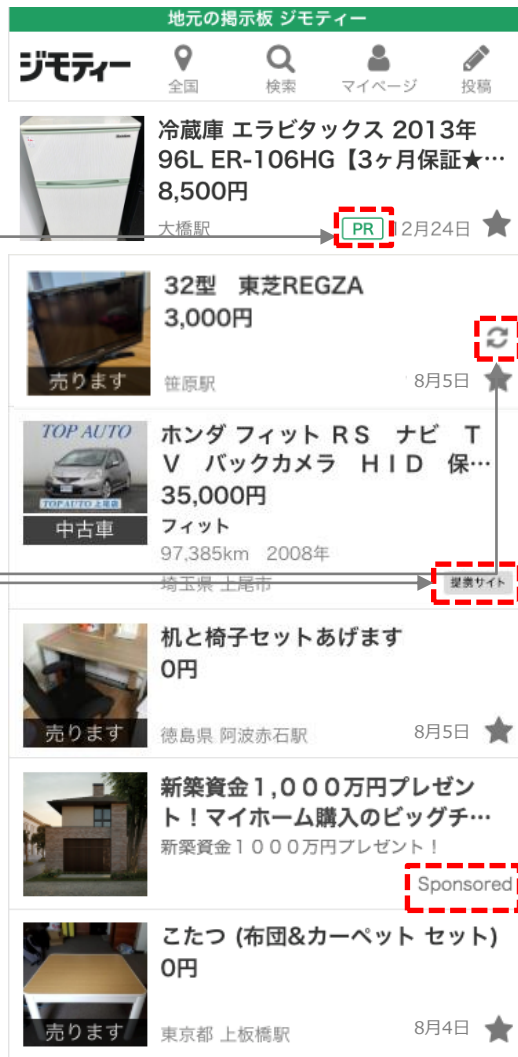 地元の掲示板 ジモティー
ジモティー
全国
検索
マイページ
投稿
冷蔵庫 エラビタックス 2013年
96L ER-106HG【3ヶ月保証★…
8,500円
大橋駅
PR
12月24日
32型 東芝REGZA
3,000円
売ります
笹原駅
8月5日
TOP AUTO
TOP AUTO 上尾店
中古車
ホンダ フィット RS ナビ T
V バックカメラ HID 保…
35,000円
フィット
97,385km 2008年
埼玉県 上尾市
提携サイト
机と椅子セットあげます
0円
売ります
徳島県 阿波赤石駅
8月5日
新築資金1,000万円プレゼン
ト！マイホーム購入のビッグチ…
新築資金1000万円プレゼント！
Sponsored
こたつ (布団&カーペット セット)
0円
売ります
東京都 上板橋駅
8月4日